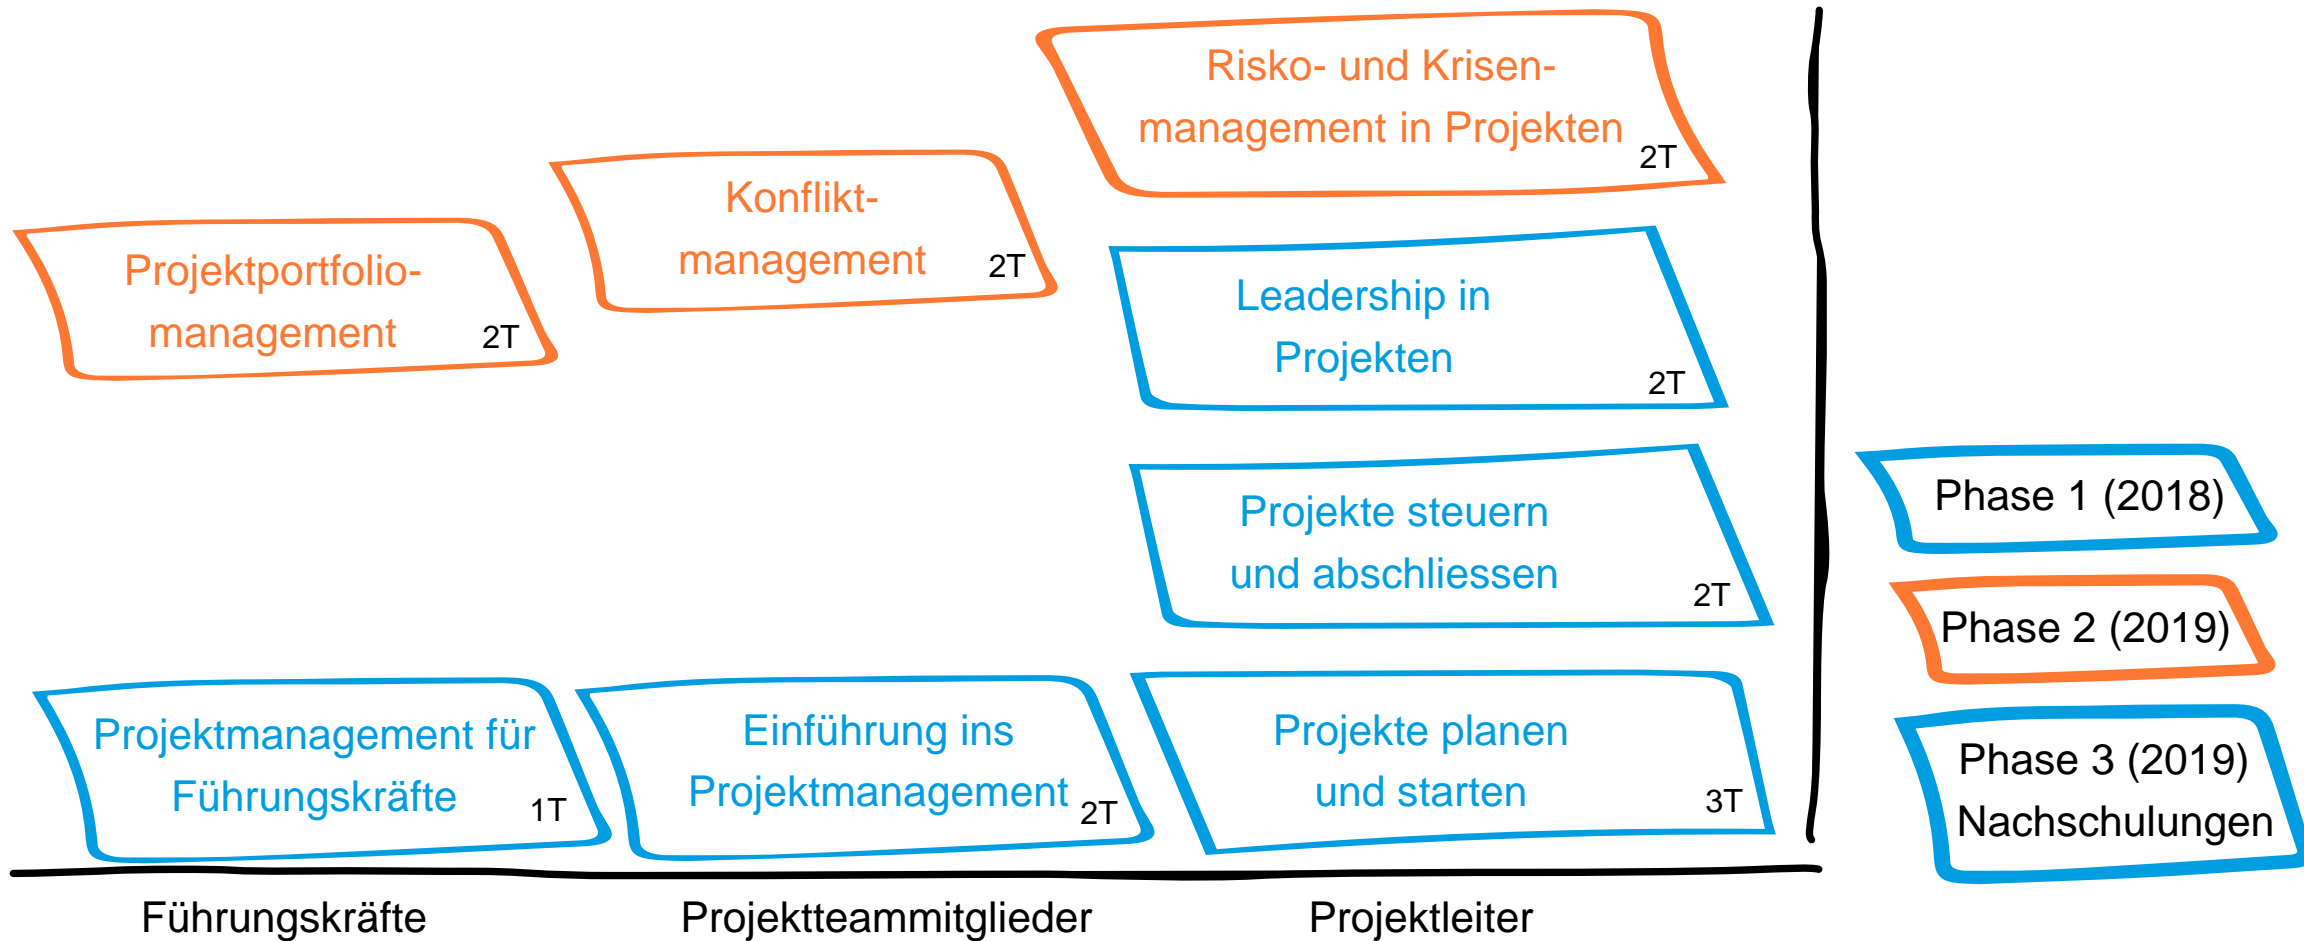 Risko- und Krisen-
management in Projekten
2T
Konflikt-
management
2T
Projektportfolio-
management
2T
Leadership in
Projekten
2T
Projekte steuern
und abschliessen
2T
Projektmanagement für
Führungskräfte
1T
Einführung ins
Projektmanagement
2T
Projekte planen
und starten
3T
Führungskräfte
Projektteammitglieder
Projektleiter
Phase 1 (2018)
Phase 2 (2019)
Phase 3 (2019)
Nachschulungen